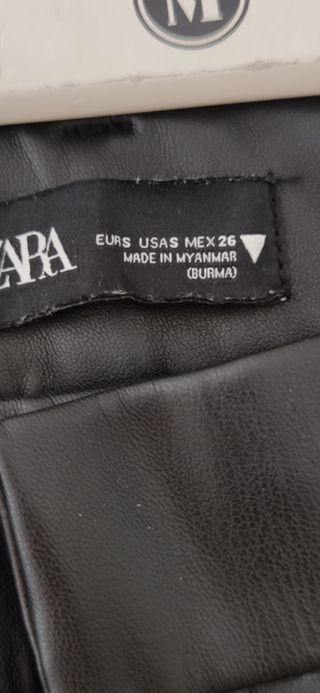 M
ZARA
EUR S USA S MEX 26
MADE IN MYANMAR
(BURMA)